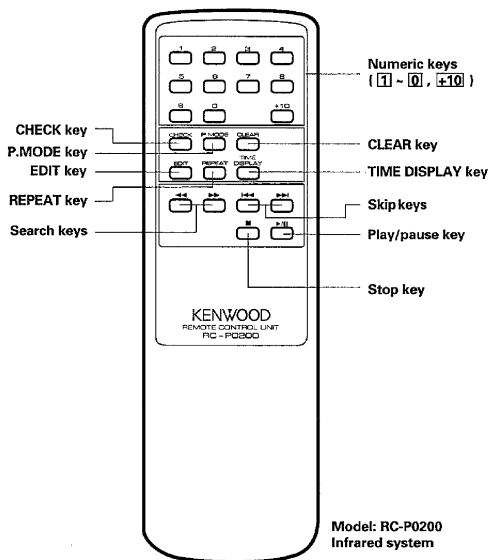 1 2 3 4
5 6 7 8
9 0 +10
CHECK P.MODE CLEAR
EDIT REPEAT TIME DISPLAY
◄◄ ►► I◄◄ ►►I
■ ►/II
KENWOOD
REMOTE CONTROL UNIT
RC-P0200
Numeric keys
( 1 ~ 0 , +10 )
CHECK key
P.MODE key
EDIT key
REPEAT key
Search keys
CLEAR key
TIME DISPLAY key
Skip keys
Play/pause key
Stop key
Model: RC-P0200
Infrared system